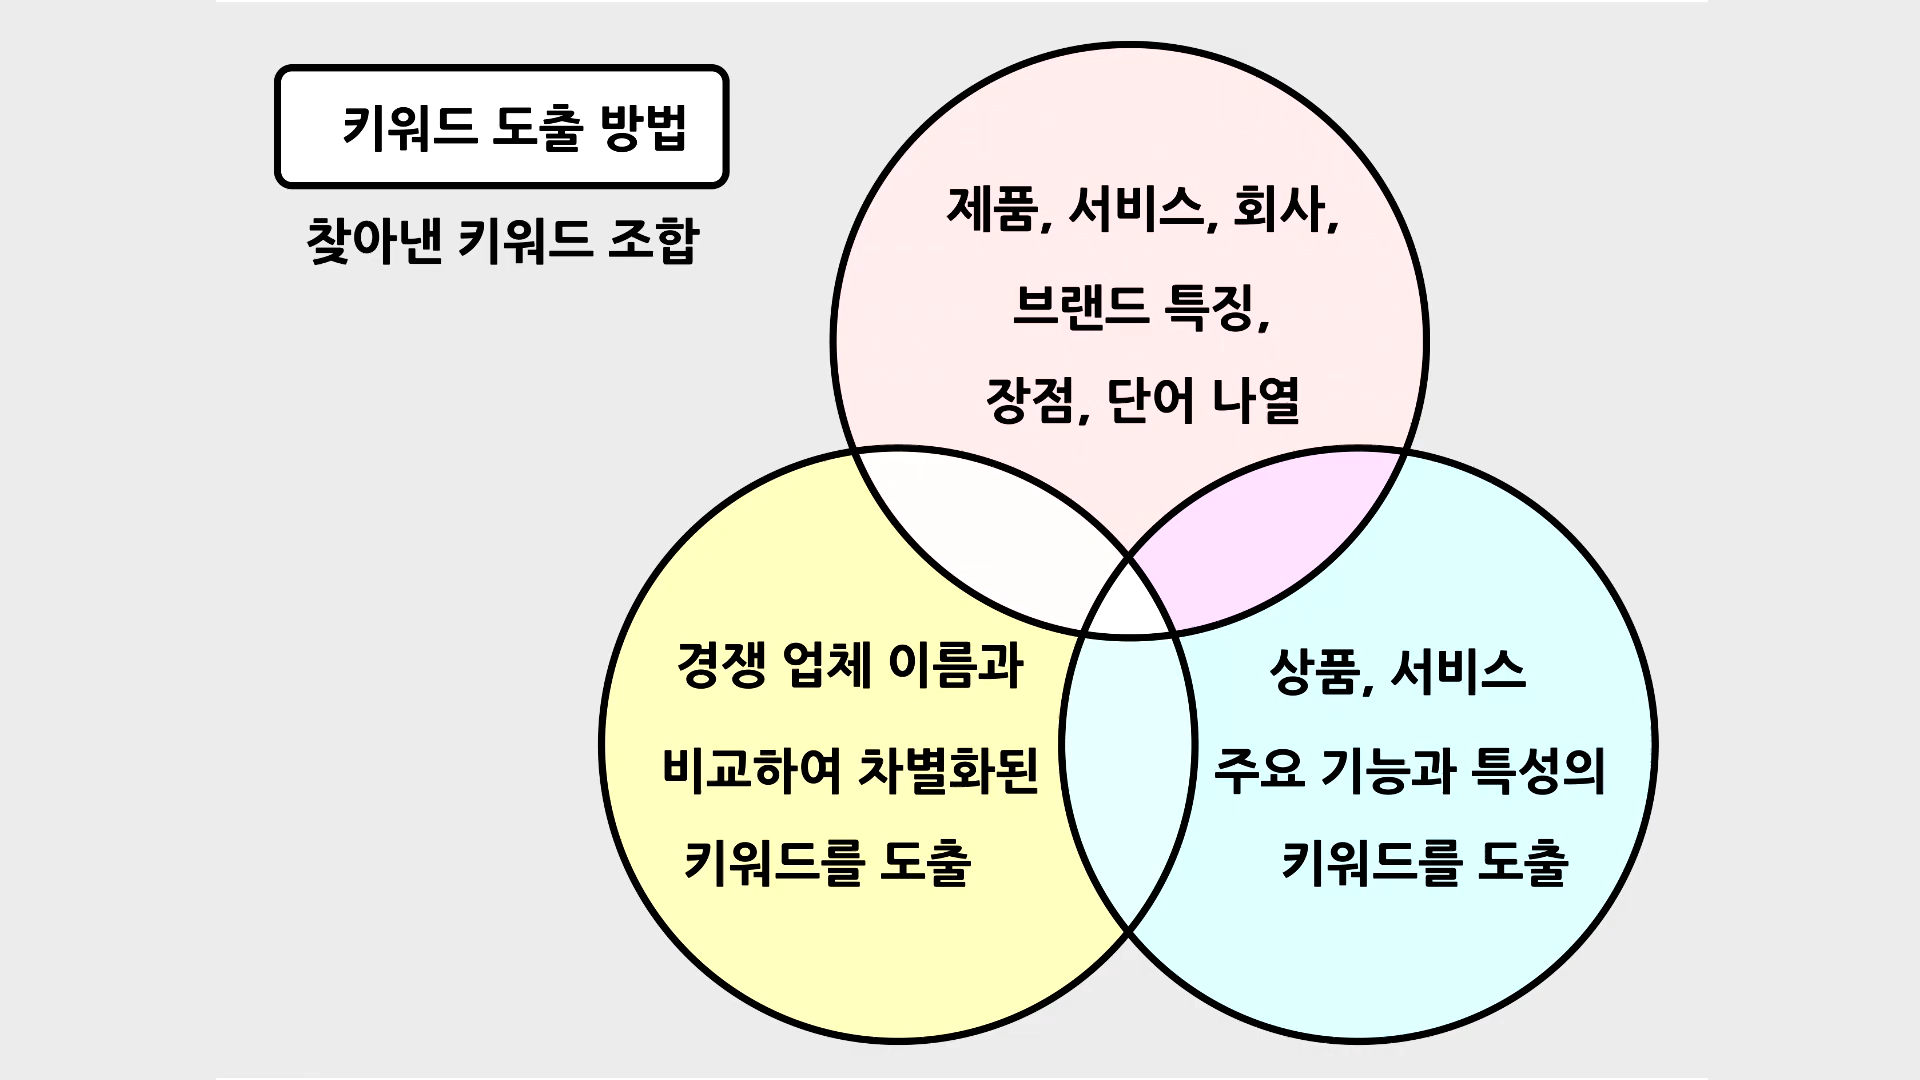 키워드 도출 방법
찾아낸 키워드 조합
제품, 서비스, 회사,
브랜드 특징,
장점, 단어 나열
경쟁 업체 이름과
비교하여 차별화된
키워드를 도출
상품, 서비스
주요 기능과 특성의
키워드를 도출